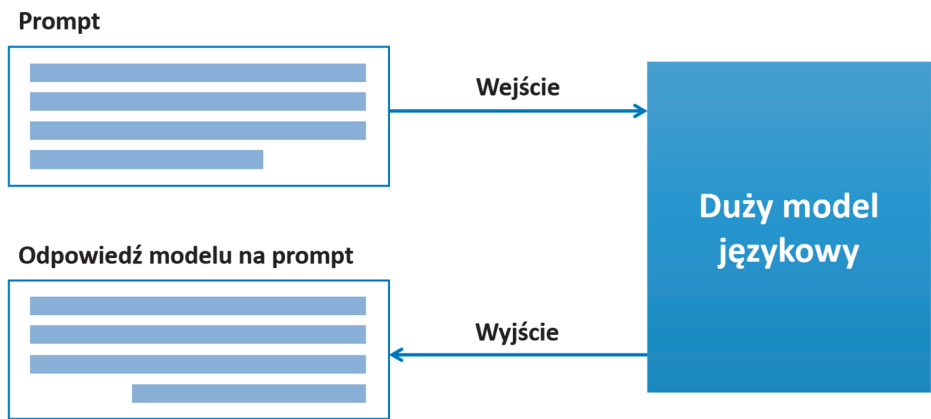 Prompt
Wejście
Duży model
językowy
Odpowiedź modelu na prompt
Wyjście